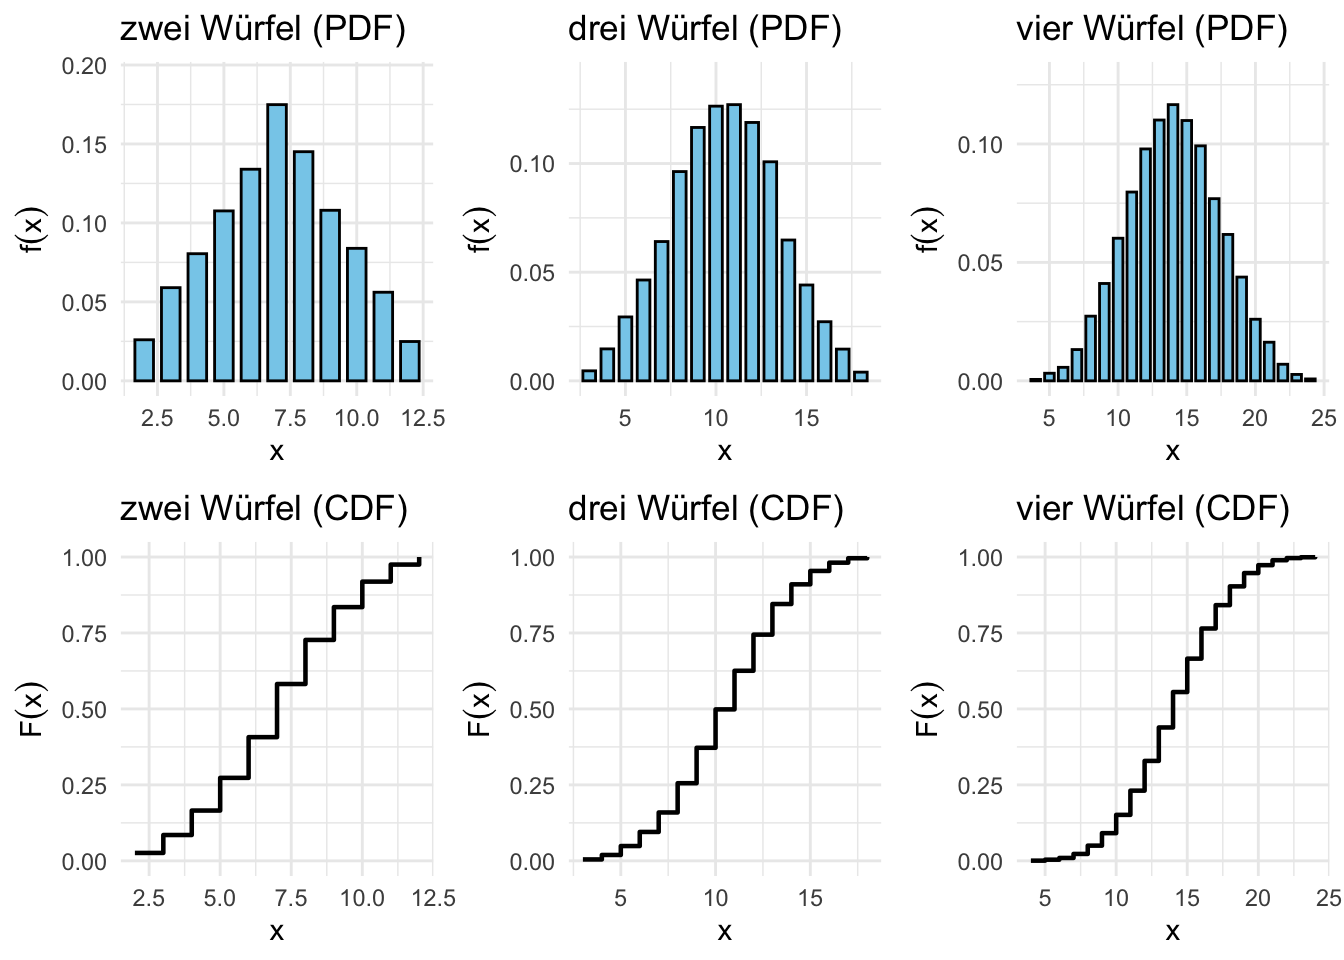 zwei Würfel (PDF)
0.20
0.15
0.10
0.05
0.00
f(x)
2.5 5.0 7.5 10.0 12.5
x
drei Würfel (PDF)
0.10
0.05
0.00
f(x)
5 10 15
x
vier Würfel (PDF)
0.10
0.05
0.00
f(x)
5 10 15 20 25
x
zwei Würfel (CDF)
1.00
0.75
0.50
0.25
0.00
F(x)
2.5 5.0 7.5 10.0 12.5
x
drei Würfel (CDF)
1.00
0.75
0.50
0.25
0.00
F(x)
5 10 15
x
vier Würfel (CDF)
1.00
0.75
0.50
0.25
0.00
F(x)
5 10 15 20 25
x